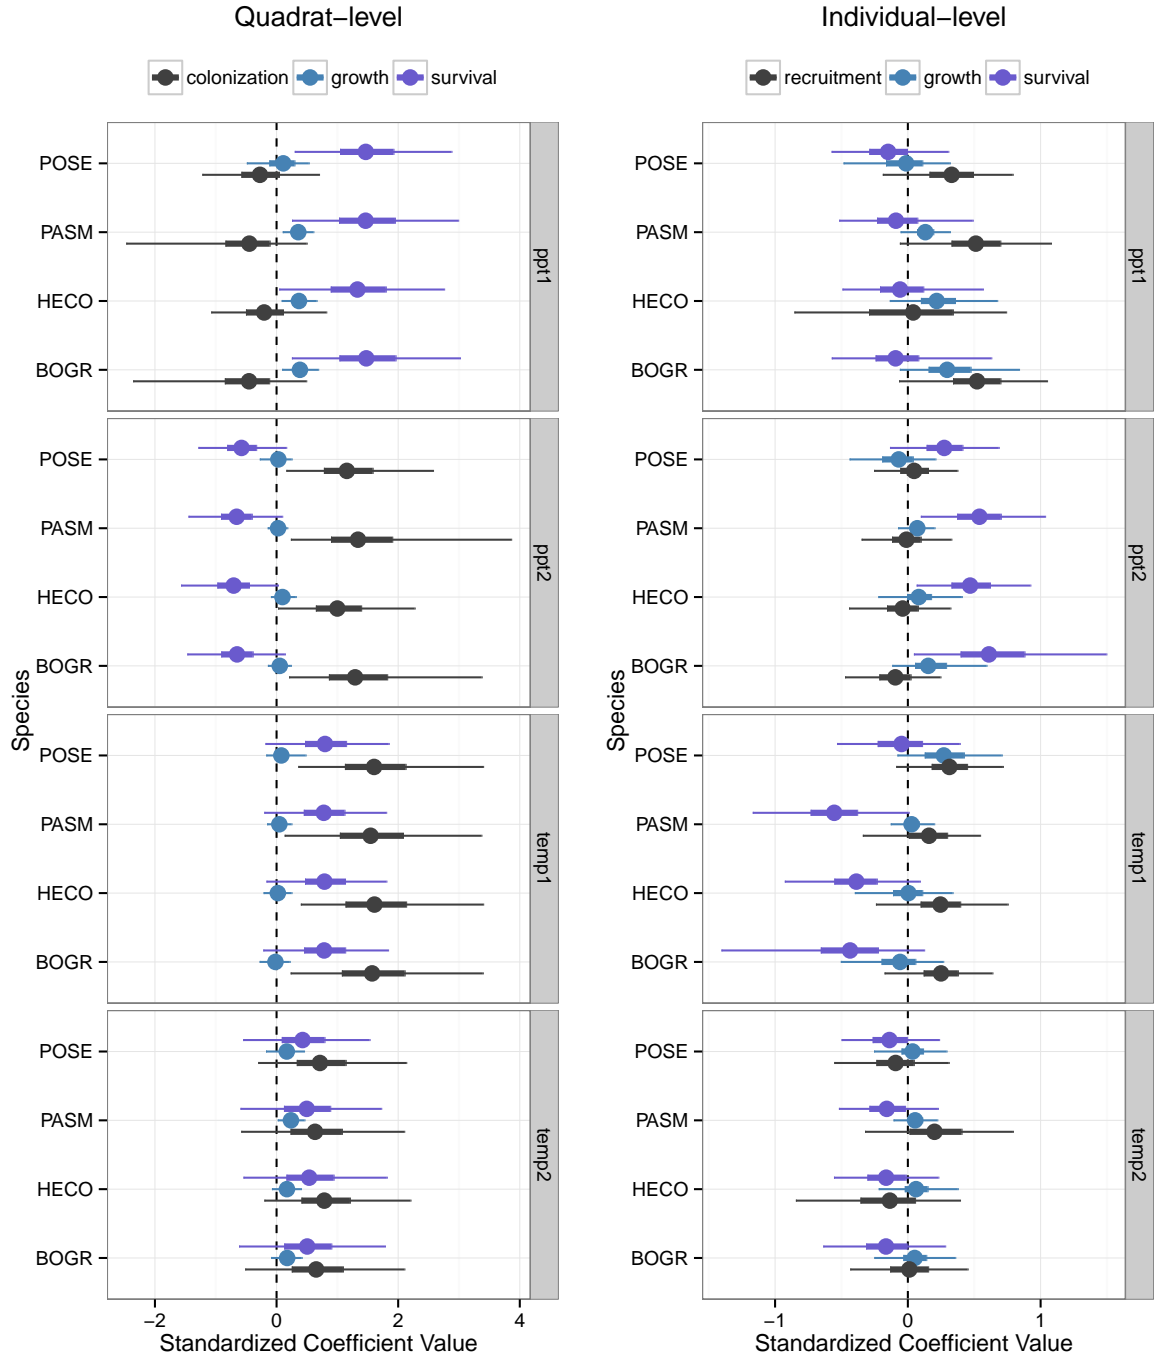 Quadrat−level
colonization growth survival
POSE
PASM
HECO
BOGR
ppt1
POSE
PASM
HECO
BOGR
ppt2
POSE
PASM
HECO
BOGR
temp1
POSE
PASM
HECO
BOGR
temp2
Species
−2 0 2 4
Standardized Coefficient Value
Individual−level
recruitment growth survival
POSE
PASM
HECO
BOGR
ppt1
POSE
PASM
HECO
BOGR
ppt2
POSE
PASM
HECO
BOGR
temp1
POSE
PASM
HECO
BOGR
temp2
Species
−1 0 1
Standardized Coefficient Value